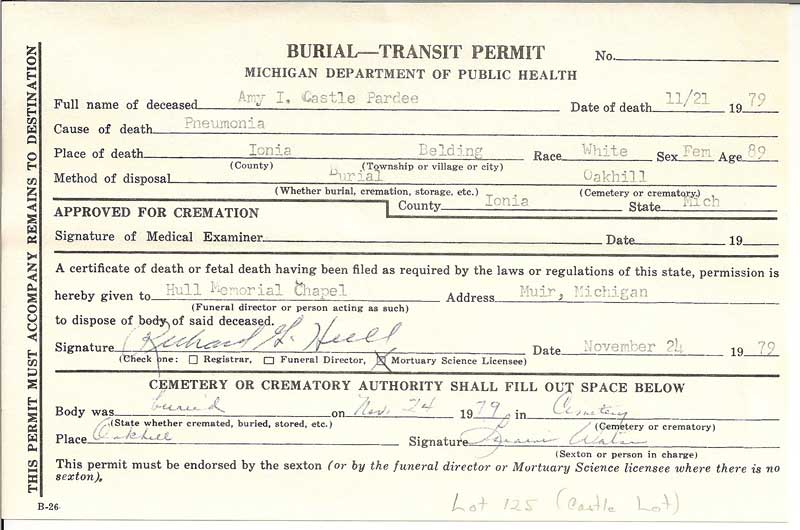 BURIAL—TRANSIT PERMIT No.
MICHIGAN DEPARTMENT OF PUBLIC HEALTH
Full name of deceased Amy I. Castle Pardee Date of death 11/21 1979
Cause of death Pneumonia
Place of death Ionia Belding Race White Sex Fem Age 89
(County) (Township or village or city)
Method of disposal Burial Oakhill
(Whether burial, cremation, storage, etc.) (Cemetery or crematory)
County Ionia State Mich
APPROVED FOR CREMATION
Signature of Medical Examiner Date 19
A certificate of death or fetal death having been filed as required by the laws or regulations of this state, permission is
hereby given to Hull Memorial Chapel Address Muir, Michigan
(Funeral director or person acting as such)
to dispose of body of said deceased.
Signature Richard G. Hull Date November 24 1979
(Check one: Registrar, Funeral Director, Mortuary Science Licensee)
CEMETERY OR CREMATORY AUTHORITY SHALL FILL OUT SPACE BELOW
Body was buried on Nov. 24 1979 in Cemetery
(State whether cremated, buried, stored, etc.) (Cemetery or crematory)
Place Oakhill Signature
(Sexton or person in charge)
This permit must be endorsed by the sexton (or by the funeral director or Mortuary Science licensee where there is no
sexton).
B-26
Lot 125 (Castle Lot)
THIS PERMIT MUST ACCOMPANY REMAINS TO DESTINATION